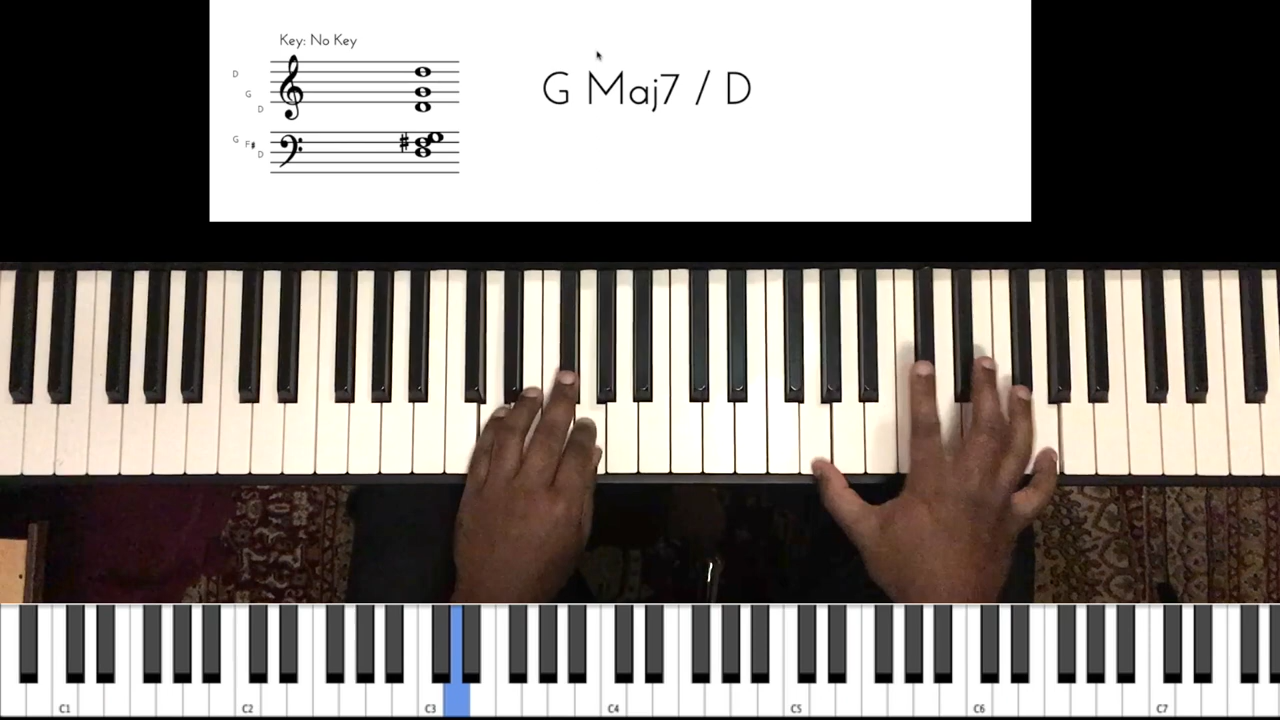 Key: No Key
D
G
D
G Maj7 / D
G F#
D
C1 C2 C3 C4 C5 C6 C7